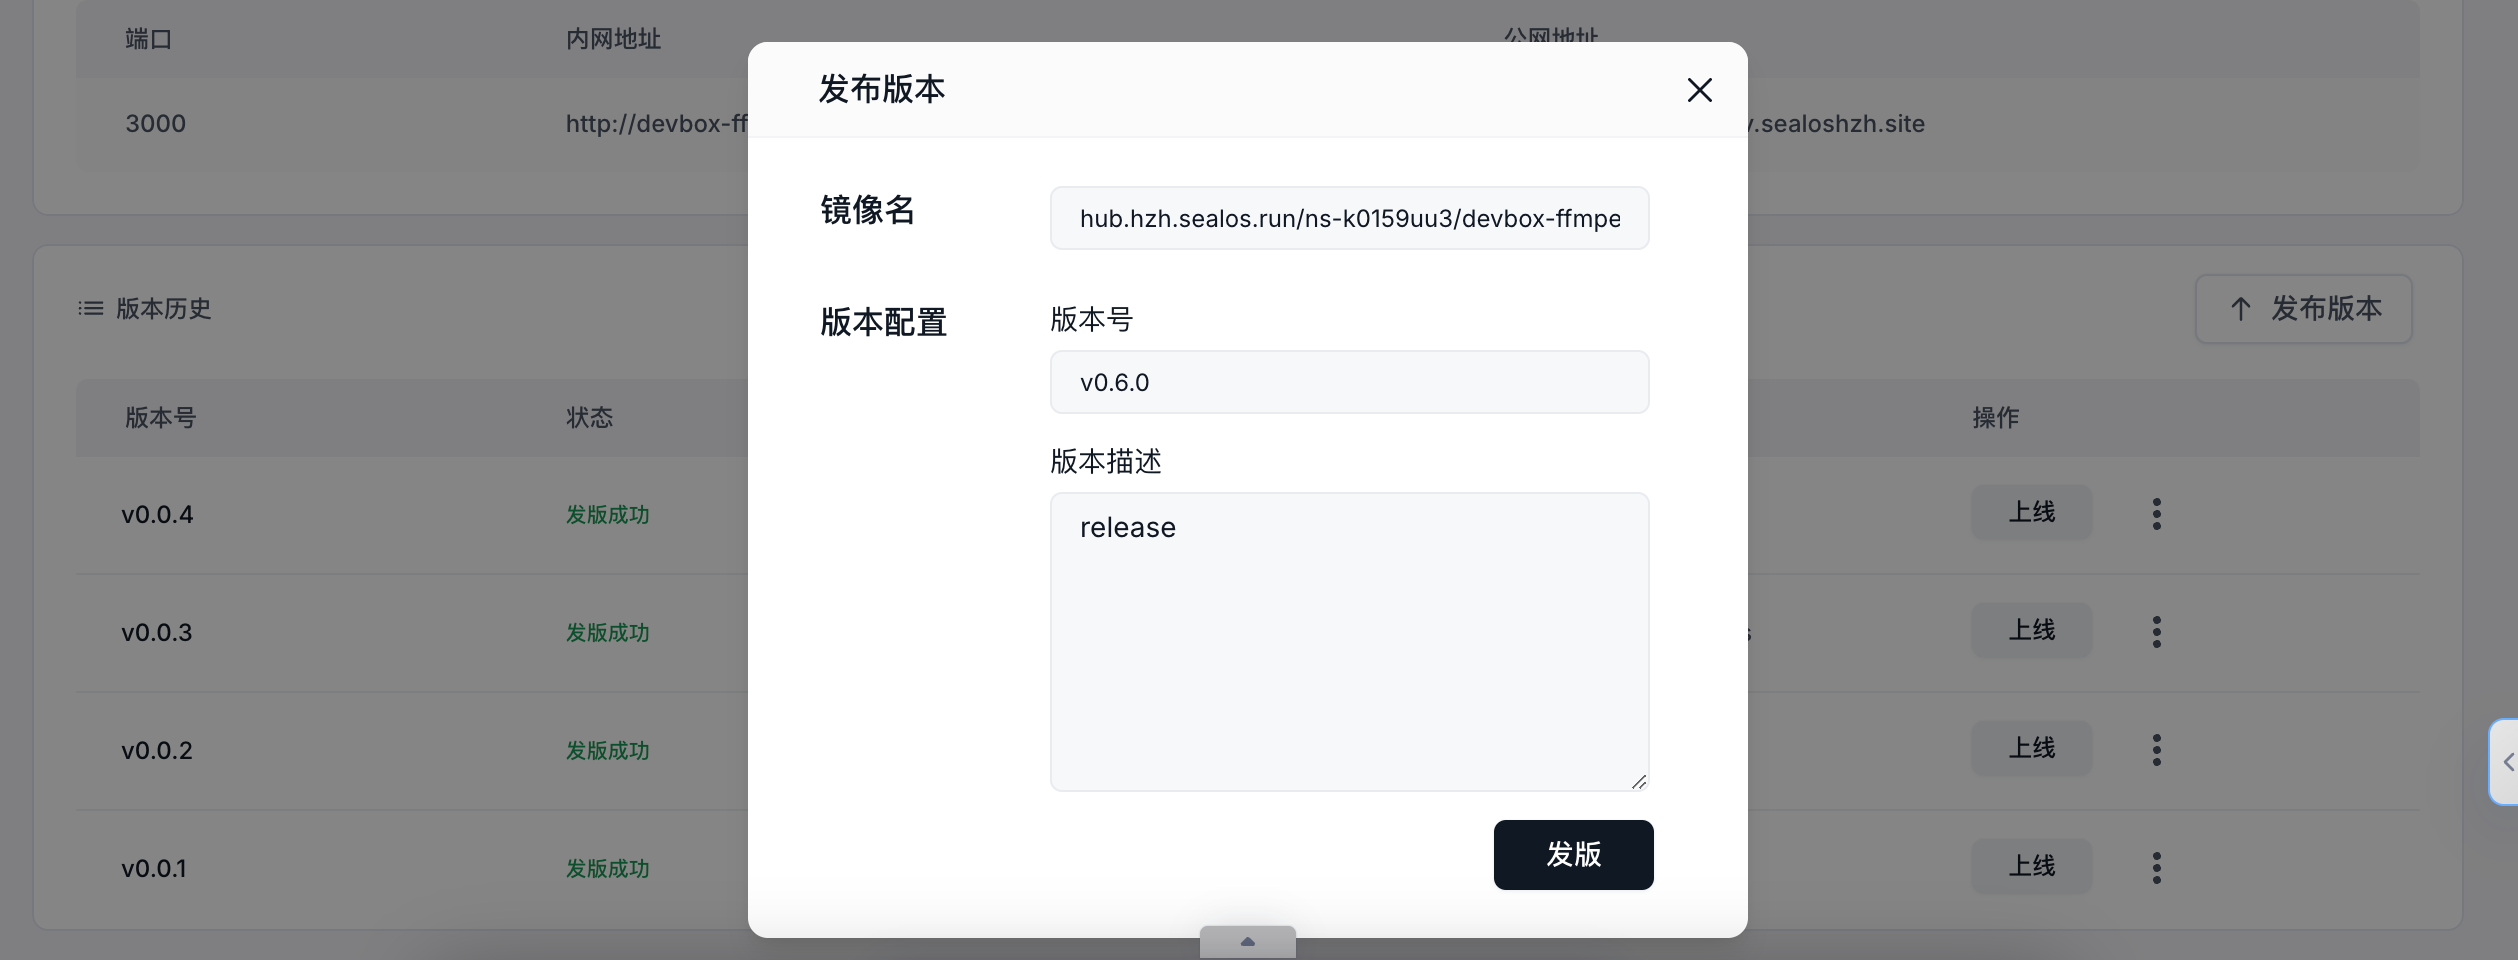 端口 内网地址 公网地址
3000 http://devbox-ff .sealoshzh.site
发布版本
镜像名 hub.hzh.sealos.run/ns-k0159uu3/devbox-ffmpe
版本配置 版本号
v0.6.0
版本描述
release
发版
版本历史 发布版本
版本号 状态 操作
v0.0.4 发版成功 上线
v0.0.3 发版成功 上线
v0.0.2 发版成功 上线
v0.0.1 发版成功 上线